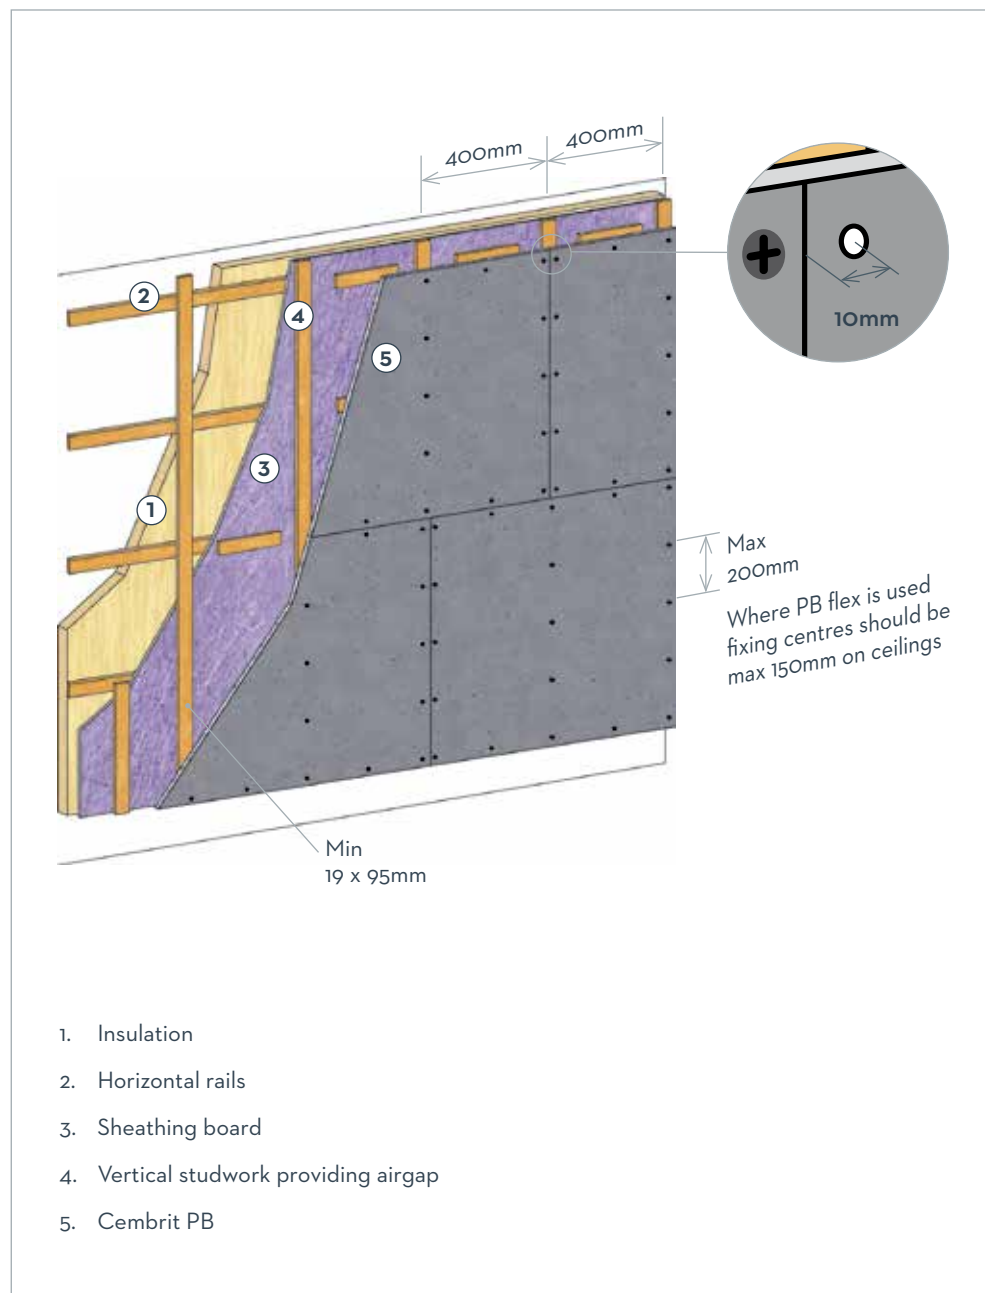 400mm
400mm
2
4
5
10mm
3
1
Max
200mm
Where PB flex is used
fixing centres should be
max 150mm on ceilings
Min
19 x 95mm
1. Insulation
2. Horizontal rails
3. Sheathing board
4. Vertical studwork providing airgap
5. Cembrit PB